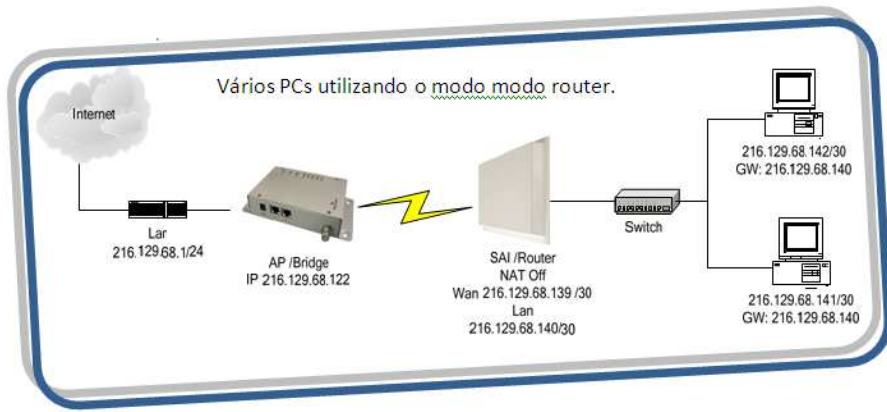 Vários PCs utilizando o modo modo router.
Internet
Lar
216.129.68.1/24
AP /Bridge
IP 216.129.68.122
SAI /Router
NAT Off
Wan 216.129.68.139 /30
Lan
216.129.68.140/30
Switch
216.129.68.142/30
GW: 216.129.68.140
216.129.68.141/30
GW: 216.129.68.140